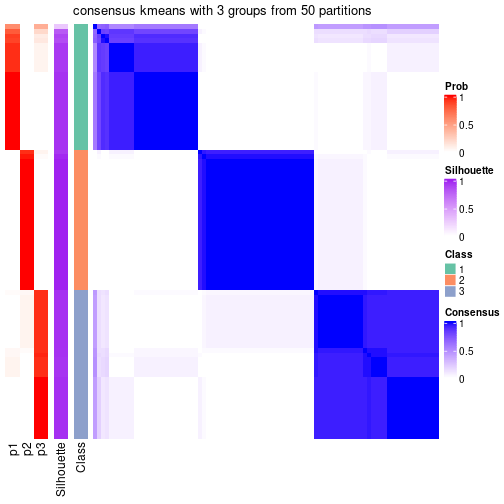 consensus kmeans with 3 groups from 50 partitions
Prob
1
0.5
0
Silhouette
1
0.5
0
Class
1
2
3
Consensus
1
0.5
0
p1
p2
p3
Silhouette
Class